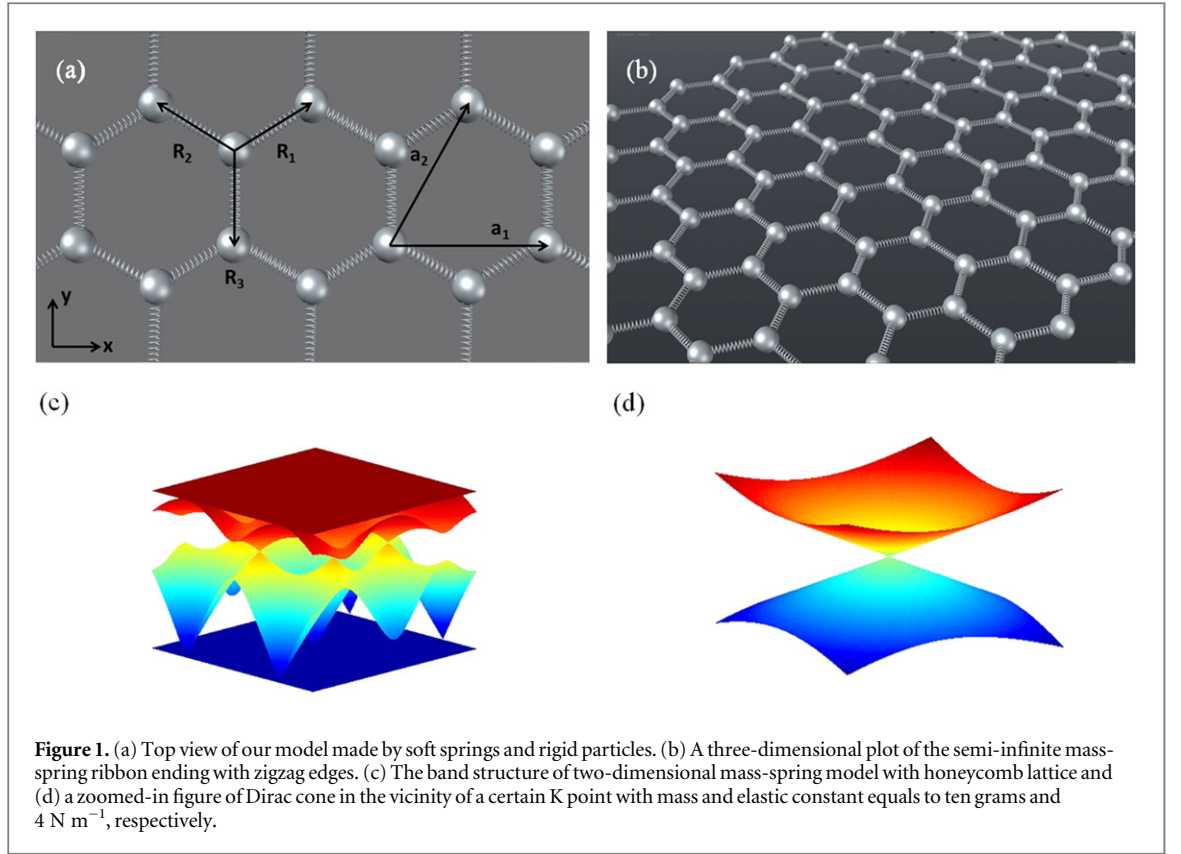 (a)
(b)
R2
R1
a2
a1
R3
y
x
(c)
(d)
Figure 1. (a) Top view of our model made by soft springs and rigid particles. (b) A three-dimensional plot of the semi-infinite mass-
spring ribbon ending with zigzag edges. (c) The band structure of two-dimensional mass-spring model with honeycomb lattice and
(d) a zoomed-in figure of Dirac cone in the vicinity of a certain K point with mass and elastic constant equals to ten grams and
4 N m⁻¹, respectively.